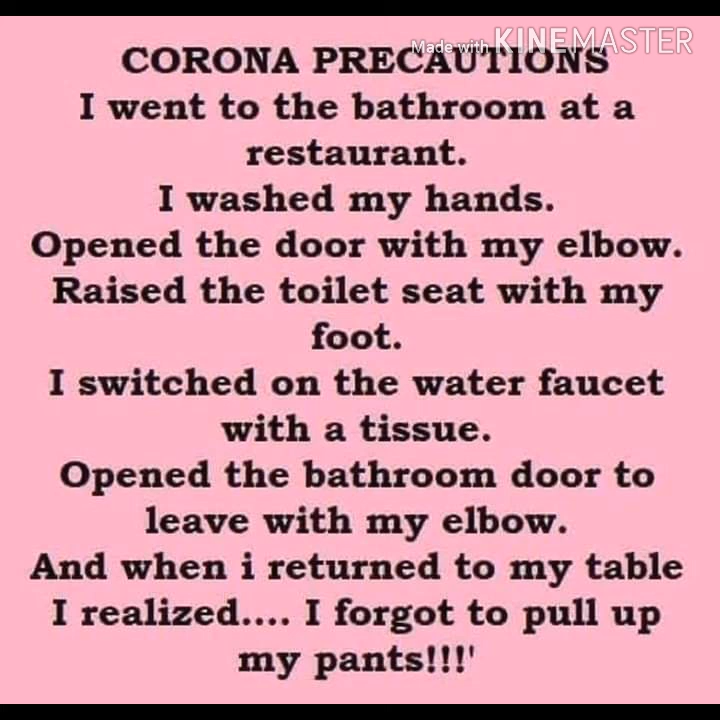 Made with KINEMASTER
CORONA PRECAUTIONS
I went to the bathroom at a
restaurant.
I washed my hands.
Opened the door with my elbow.
Raised the toilet seat with my
foot.
I switched on the water faucet
with a tissue.
Opened the bathroom door to
leave with my elbow.
And when i returned to my table
I realized.... I forgot to pull up
my pants!!!'